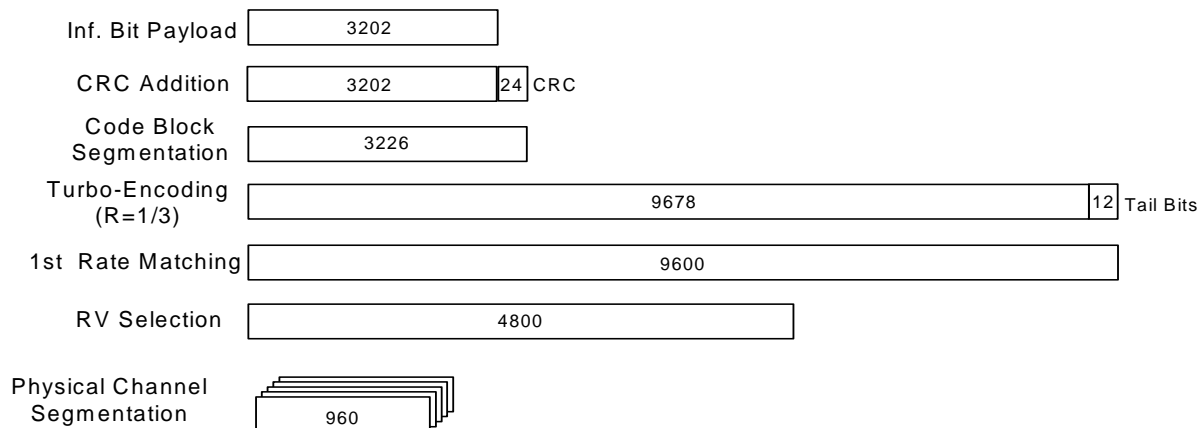 Inf. Bit Payload
3202
CRC Addition
3202
24
CRC
Code Block
Segmentation
3226
Turbo-Encoding
(R=1/3)
9678
12
Tail Bits
1st Rate Matching
9600
RV Selection
4800
Physical Channel
Segmentation
960